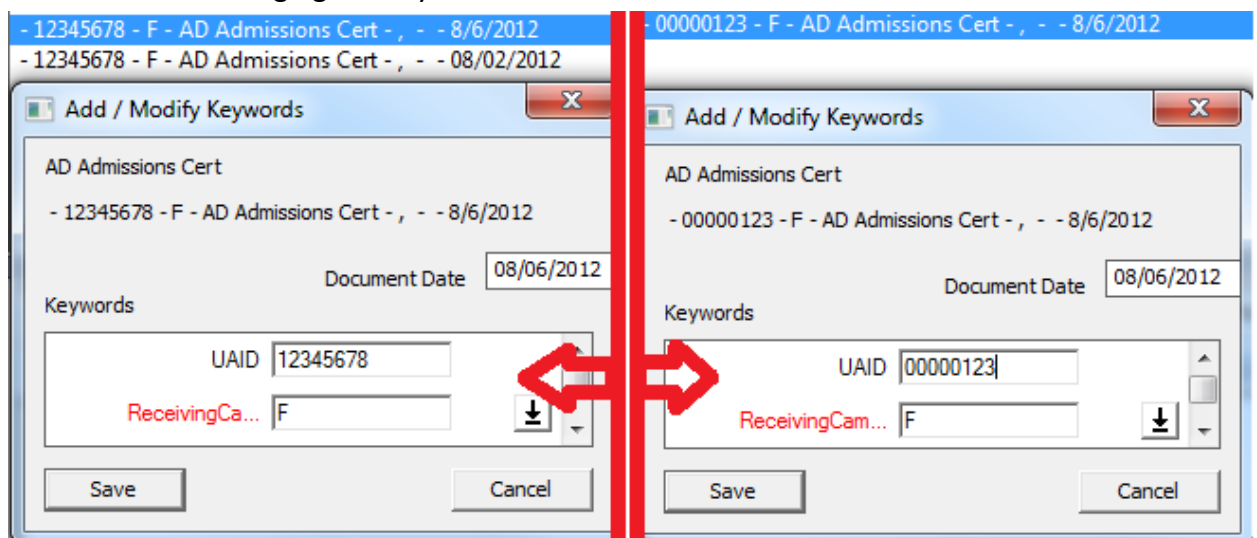 - 12345678 - F - AD Admissions Cert - , - - 8/6/2012
- 12345678 - F - AD Admissions Cert - , - - 08/02/2012
Add / Modify Keywords
AD Admissions Cert
- 12345678 - F - AD Admissions Cert - , - - 8/6/2012
Document Date 08/06/2012
Keywords
UAID 12345678
ReceivingCa... F
Save Cancel
- 00000123 - F - AD Admissions Cert - , - - 8/6/2012
Add / Modify Keywords
AD Admissions Cert
- 00000123 - F - AD Admissions Cert - , - - 8/6/2012
Document Date 08/06/2012
Keywords
UAID 00000123
ReceivingCam... F
Save Cancel